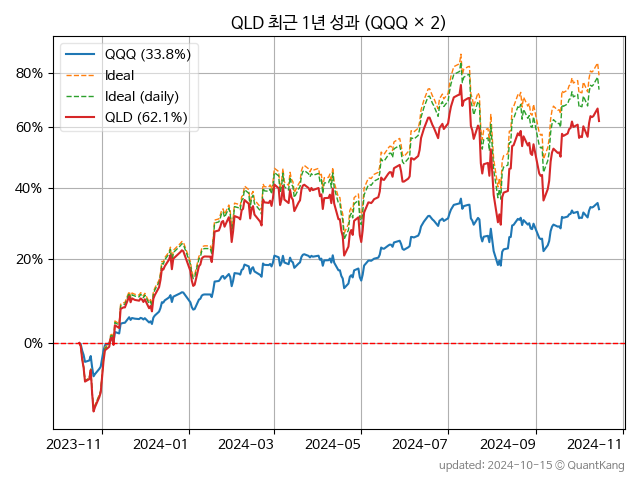 QLD 최근 1년 성과 (QQQ × 2)
QQQ (33.8%)
Ideal
Ideal (daily)
QLD (62.1%)
80%
60%
40%
20%
0%
2023-11 2024-01 2024-03 2024-05 2024-07 2024-09 2024-11
updated: 2024-10-15 © QuantKang